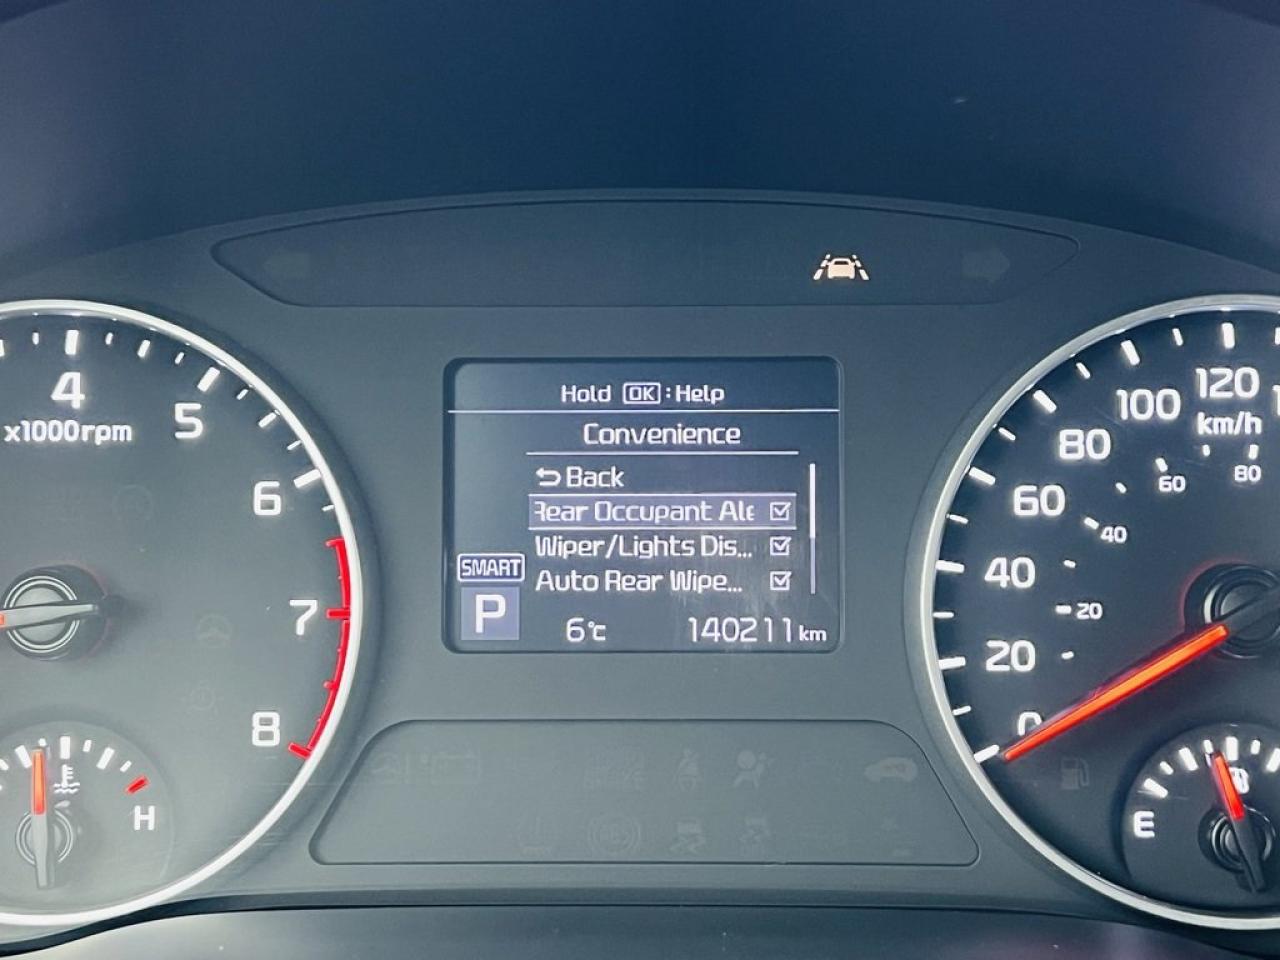 Hold OK : Help
Convenience
Back
Rear Occupant Ale
Wiper/Lights Dis...
Auto Rear Wipe...
SMART
P
6°C
140211 km
4
x1000rpm
5
6
7
8
H
120
km/h
100
80
60
40
20
0
80
60
40
20
E